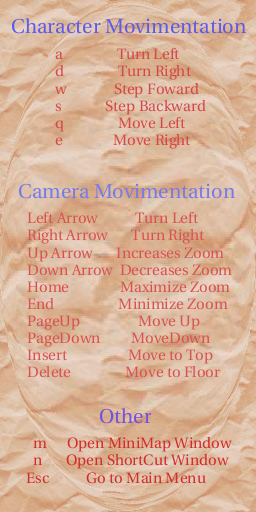 Character Movimentation
a Turn Left
d Turn Right
w Step Foward
s Step Backward
q Move Left
e Move Right
Camera Movimentation
Left Arrow Turn Left
Right Arrow Turn Right
Up Arrow Increases Zoom
Down Arrow Decreases Zoom
Home Maximize Zoom
End Minimize Zoom
PageUp Move Up
PageDown MoveDown
Insert Move to Top
Delete Move to Floor
Other
m Open MiniMap Window
n Open ShortCut Window
Esc Go to Main Menu